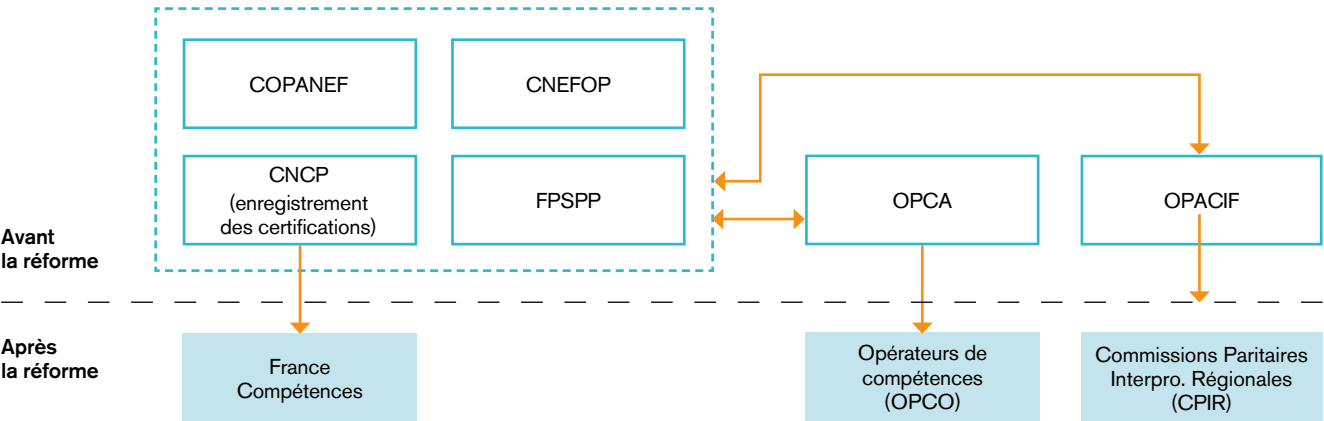 COPANEF
CNEFOP
CNCP
(enregistrement
des certifications)
FPSPP
OPCA
OPACIF
Avant
la réforme
Après
la réforme
France
Compétences
Opérateurs de
compétences
(OPCO)
Commissions Paritaires
Interpro. Régionales
(CPIR)